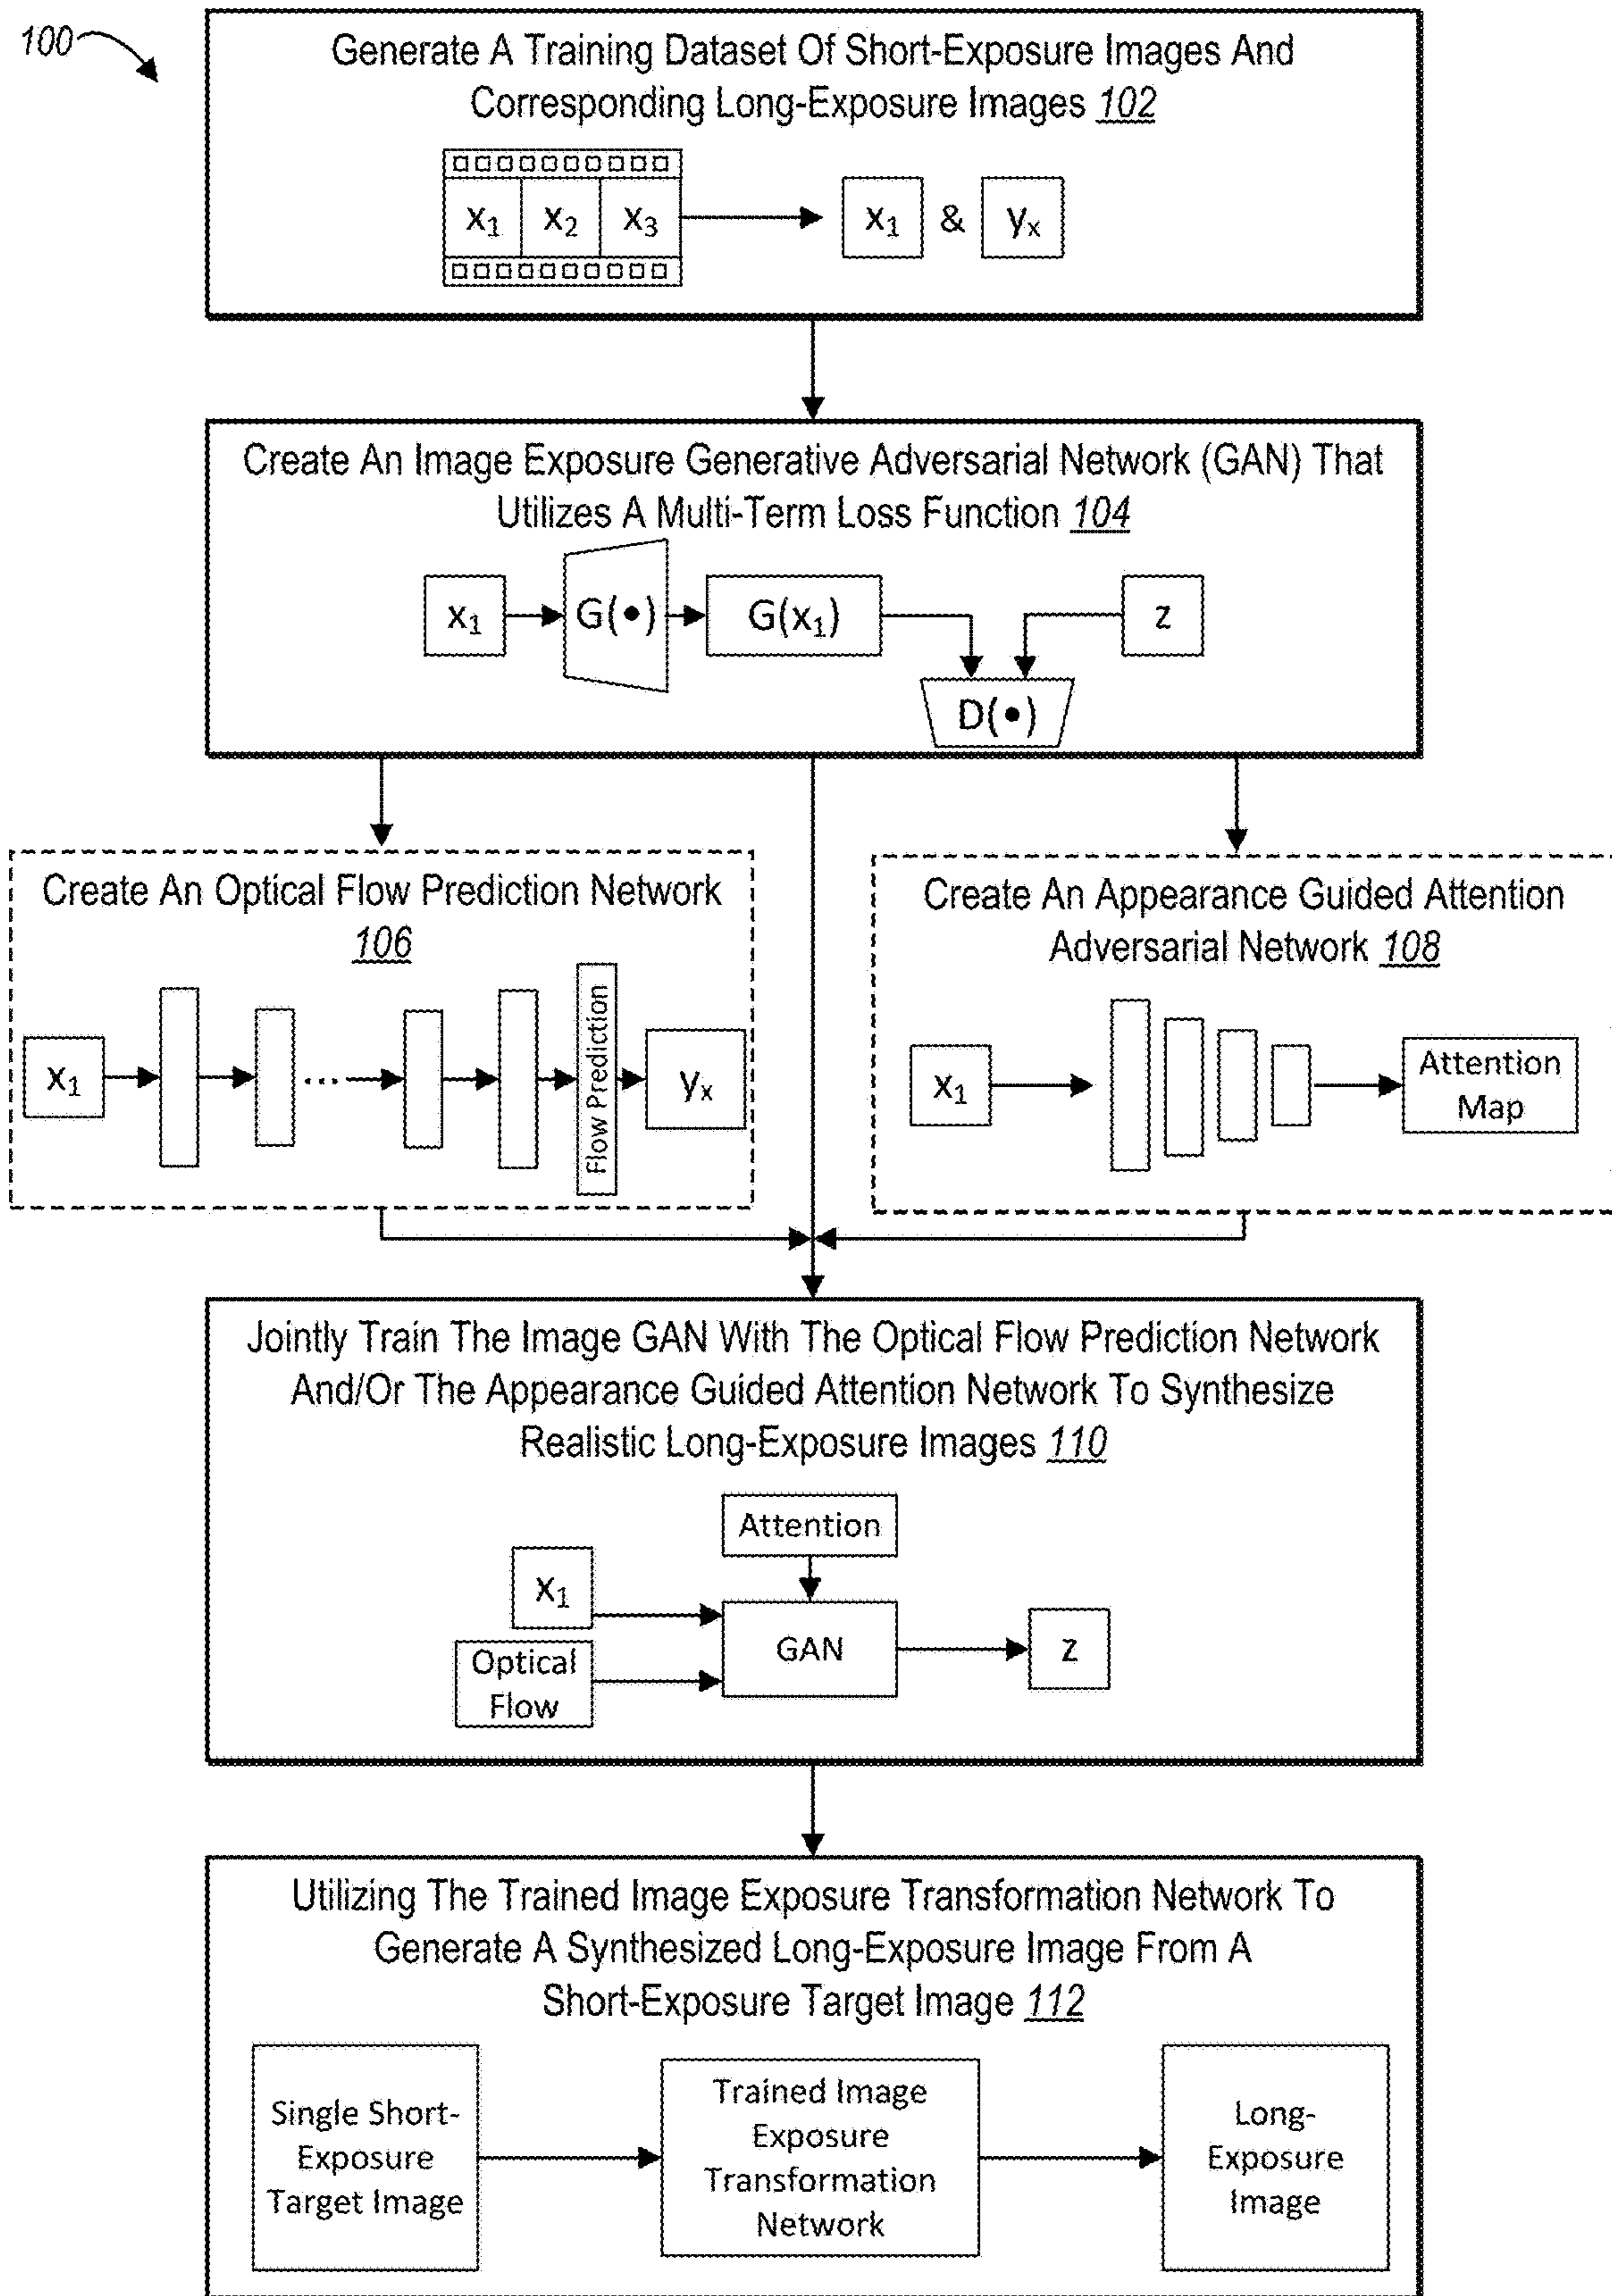 100
Generate A Training Dataset Of Short-Exposure Images And
Corresponding Long-Exposure Images 102
x₁ x₂ x₃ x₁ & yₓ
Create An Image Exposure Generative Adversarial Network (GAN) That
Utilizes A Multi-Term Loss Function 104
x₁ G(•) G(x₁) z
D(•)
Create An Optical Flow Prediction Network
106
x₁ ... Flow Prediction yₓ
Create An Appearance Guided Attention
Adversarial Network 108
x₁ Attention
Map
Jointly Train The Image GAN With The Optical Flow Prediction Network
And/Or The Appearance Guided Attention Network To Synthesize
Realistic Long-Exposure Images 110
Attention
x₁
Optical
Flow
GAN
z
Utilizing The Trained Image Exposure Transformation Network To
Generate A Synthesized Long-Exposure Image From A
Short-Exposure Target Image 112
Single Short-
Exposure
Target Image
Trained Image
Exposure
Transformation
Network
Long-
Exposure
Image